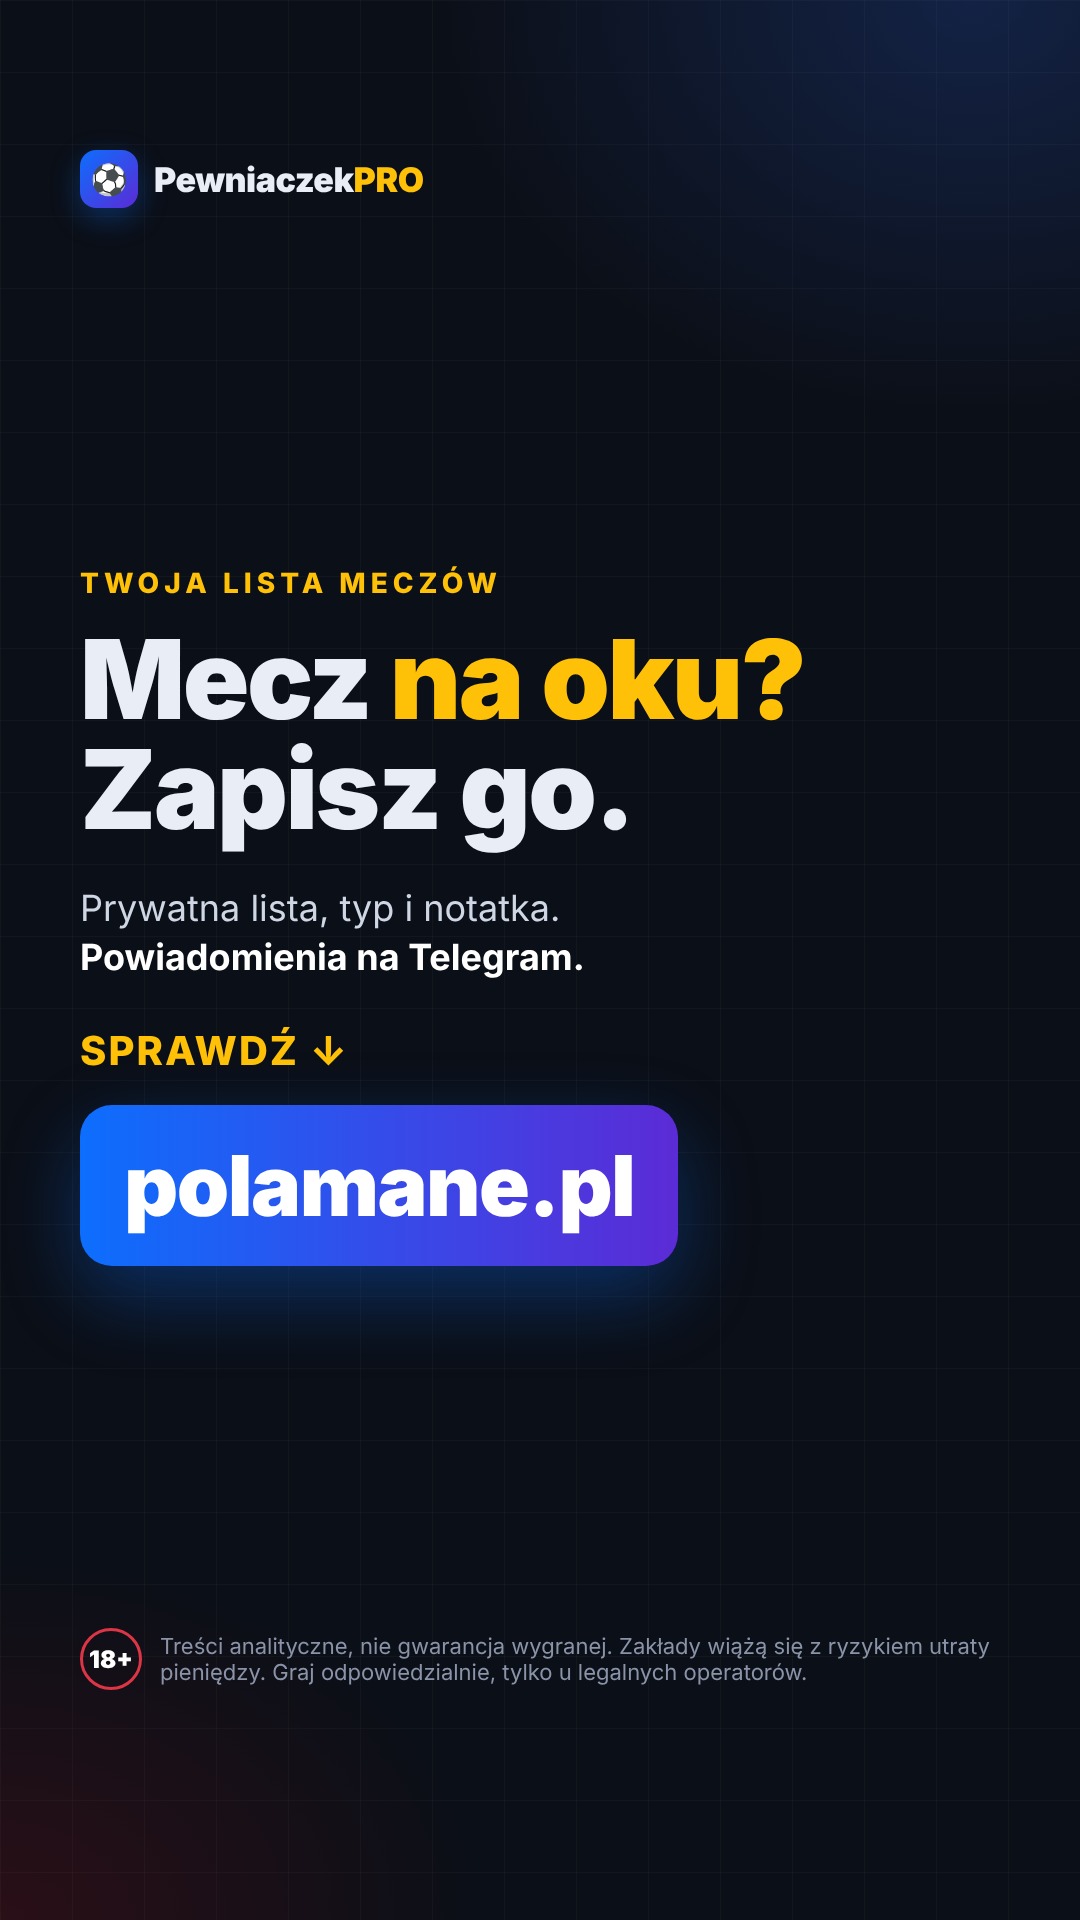 PewniaczekPRO
TWOJA LISTA MECZÓW
Mecz na oku?
Zapisz go.
Prywatna lista, typ i notatka.
Powiadomienia na Telegram.
SPRAWDŹ ↓
polamane.pl
18+
Treści analityczne, nie gwarancja wygranej. Zakłady wiążą się z ryzykiem utraty
pieniędzy. Graj odpowiedzialnie, tylko u legalnych operatorów.